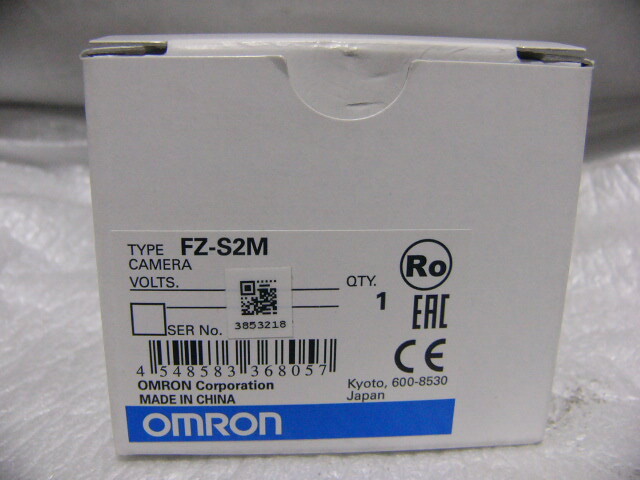 TYPE FZ-S2M
CAMERA
VOLTS.
QTY. 1
SER No. 3853218
Ro
EAC
CE
4 548583 368057
OMRON Corporation
MADE IN CHINA
Kyoto, 600-8530
Japan
OMRON